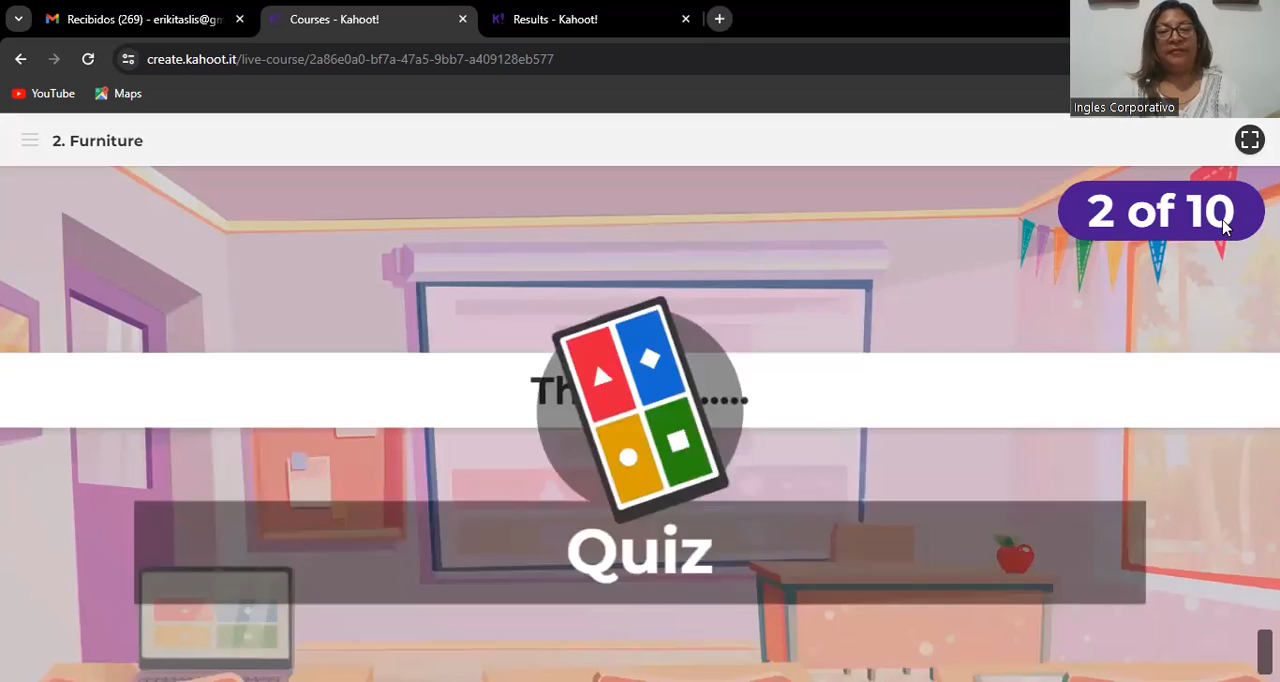 Recibidos (269) - erikitaslis@gm
Courses - Kahoot!
Results - Kahoot!
create.kahoot.it/live-course/2a86e0a0-bf7a-47a5-9bb7-a409128eb577
YouTube
Maps
Ingles Corporativo
2. Furniture
2 of 10
Quiz